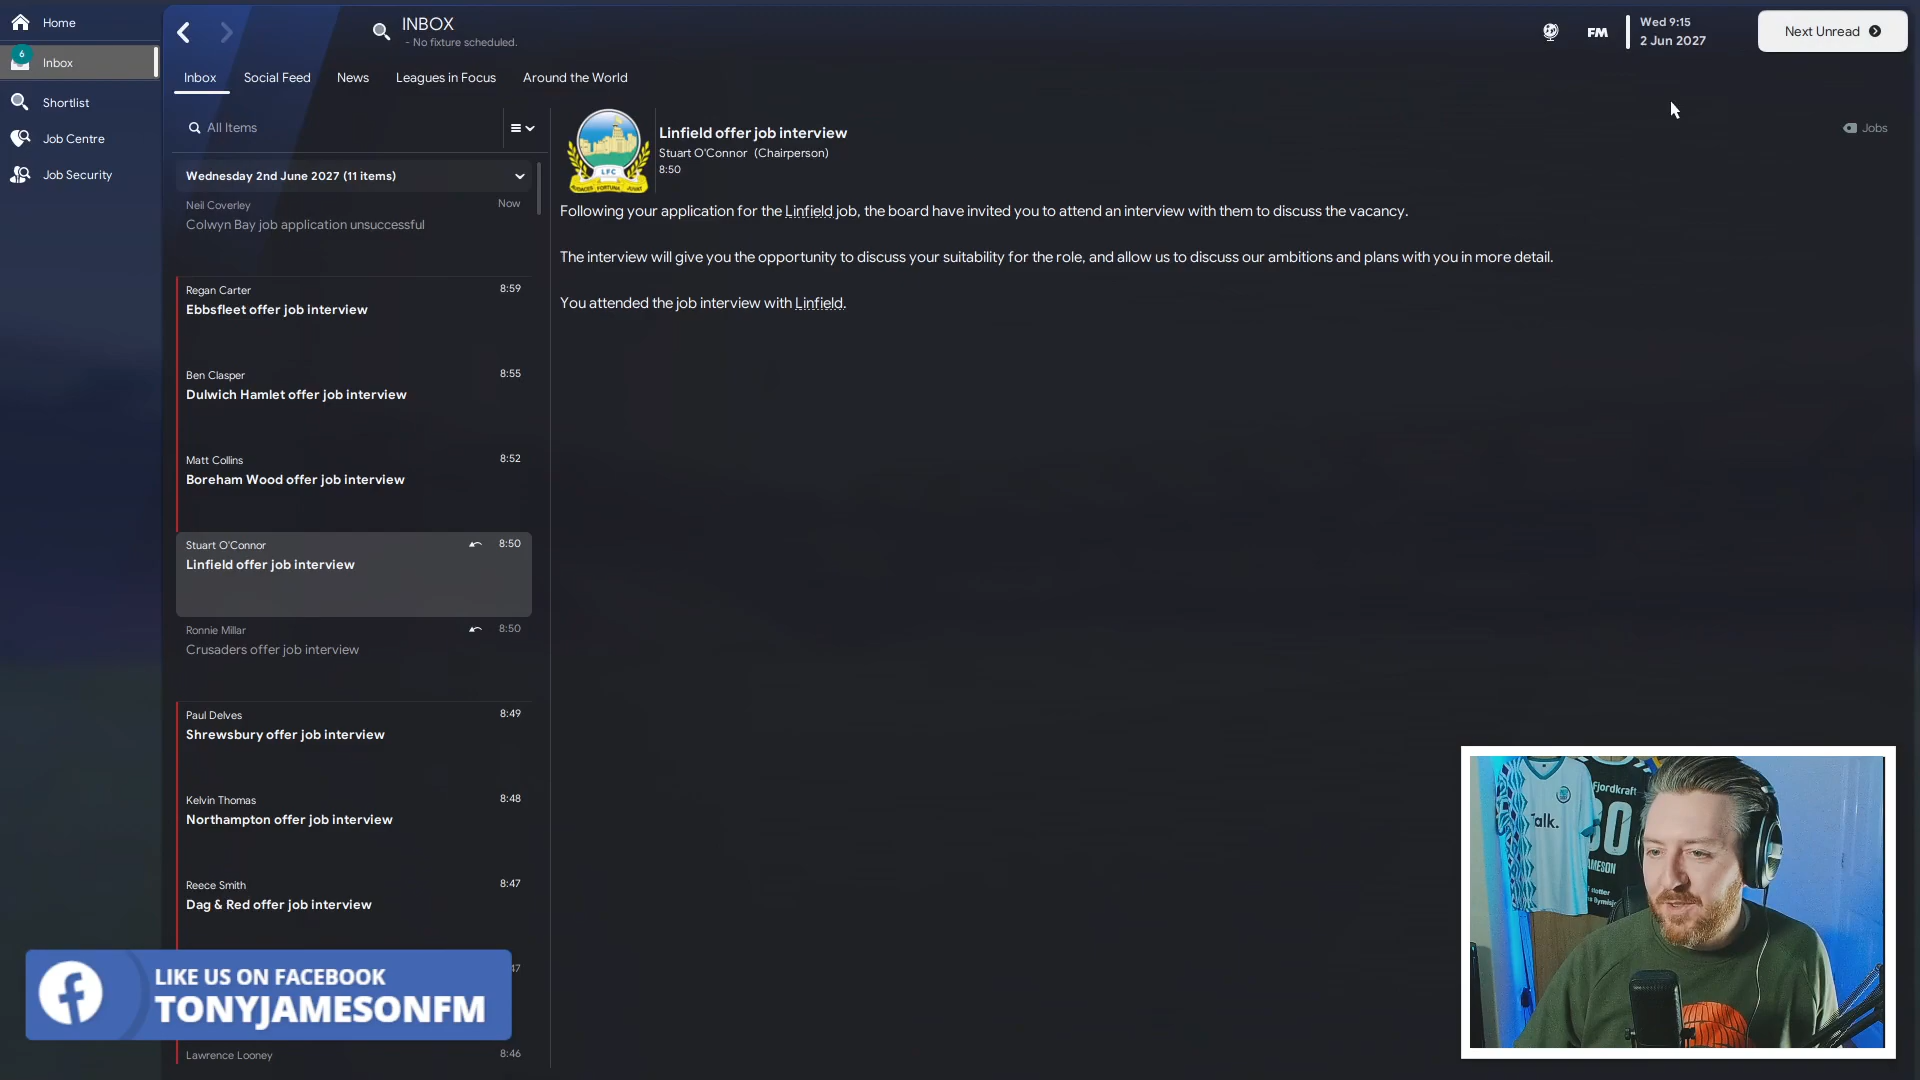 Home
6
Inbox
Shortlist
Job Centre
Job Security
INBOX
- No fixture scheduled.
FM
Wed 9:15
2 Jun 2027
Next Unread
Inbox
Social Feed
News
Leagues in Focus
Around the World
All Items
Wednesday 2nd June 2027 (11 items)
Neil Coverley
Now
Colwyn Bay job application unsuccessful
Regan Carter
8:59
Ebbsfleet offer job interview
Ben Clasper
8:55
Dulwich Hamlet offer job interview
Matt Collins
8:52
Boreham Wood offer job interview
Stuart O'Connor
8:50
Linfield offer job interview
Ronnie Millar
8:50
Crusaders offer job interview
Paul Delves
8:49
Shrewsbury offer job interview
Kelvin Thomas
8:48
Northampton offer job interview
Reece Smith
8:47
Dag & Red offer job interview
47
Lawrence Looney
8:46
LFC
AUDACES FORTUNA JUVAT
Linfield offer job interview
Stuart O'Connor (Chairperson)
8:50
Jobs
Following your application for the Linfield job, the board have invited you to attend an interview with them to discuss the vacancy.
The interview will give you the opportunity to discuss your suitability for the role, and allow us to discuss our ambitions and plans with you in more detail.
You attended the job interview with Linfield.
LIKE US ON FACEBOOK
TONYJAMESONFM
Talk.
Fjordkraft
JAMESON